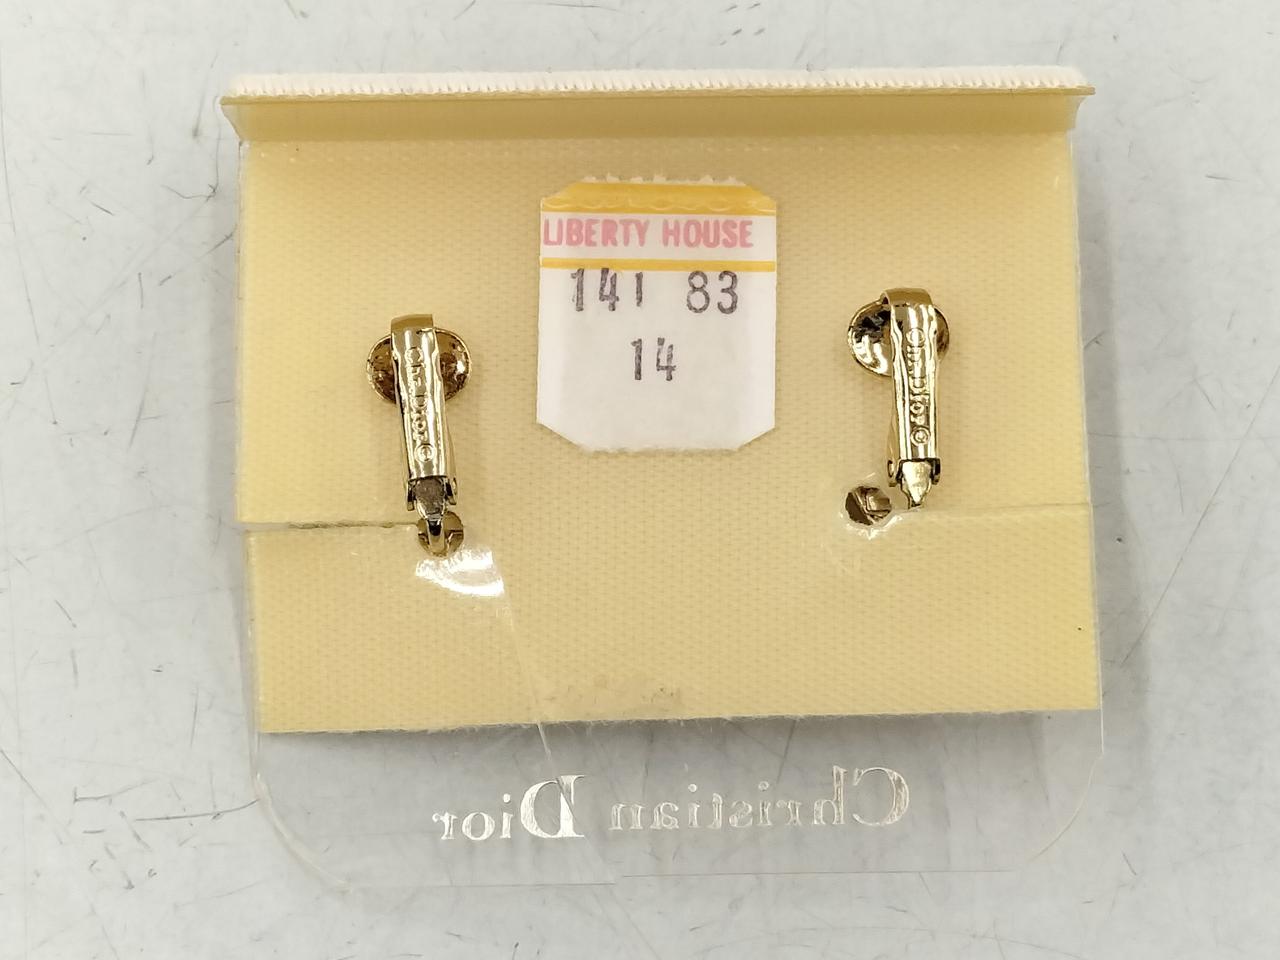 LIBERTY HOUSE
141 83
14
Chr. Dior ©
Chr. Dior ©
Christian Dior